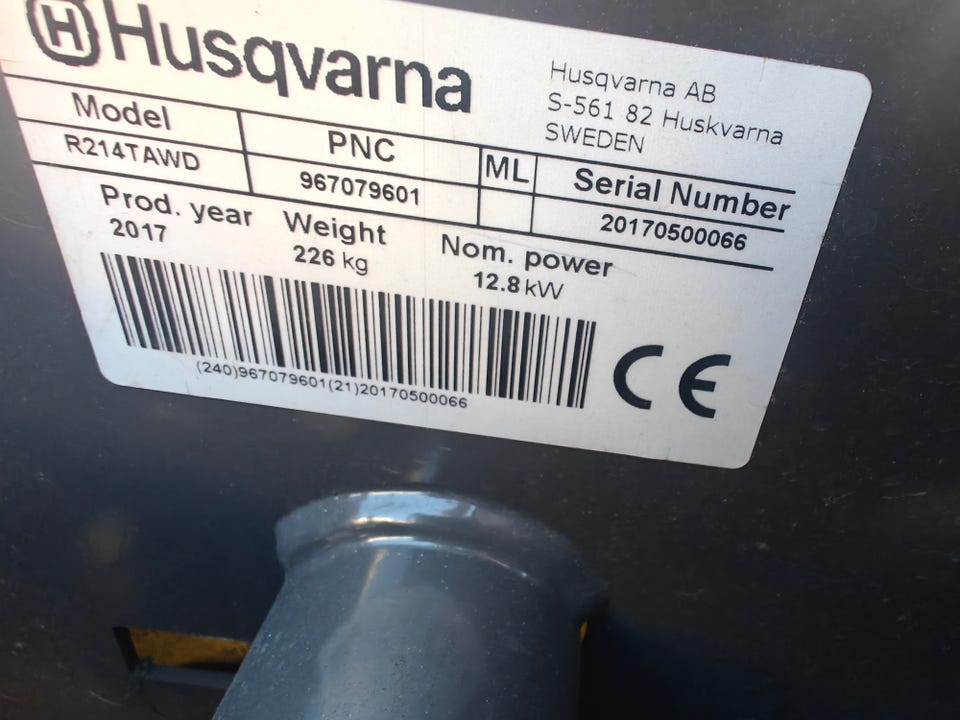 H Husqvarna
Husqvarna AB
S-561 82 Huskvarna
SWEDEN
Model PNC ML Serial Number
R214TAWD 967079601 20170500066
Prod. year Weight Nom. power
2017 226 kg 12.8 kW
(240)967079601(21)20170500066
CE